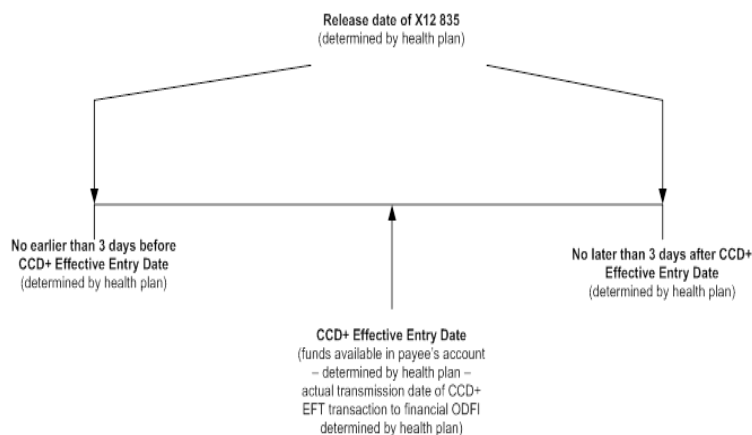 Release date of X12 835
(determined by health plan)
No earlier than 3 days before
CCD+ Effective Entry Date
(determined by health plan)
No later than 3 days after CCD+
Effective Entry Date
(determined by health plan)
CCD+ Effective Entry Date
(funds available in payee's account
– determined by health plan –
actual transmission date of CCD+
EFT transaction to financial ODFI
determined by health plan)